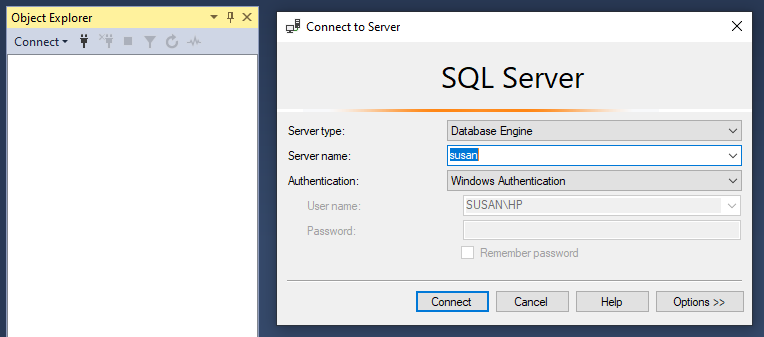 Object Explorer
Connect
Connect to Server
SQL Server
Server type: Database Engine
Server name: susan
Authentication: Windows Authentication
User name: SUSAN\HP
Password:
Remember password
Connect Cancel Help Options >>